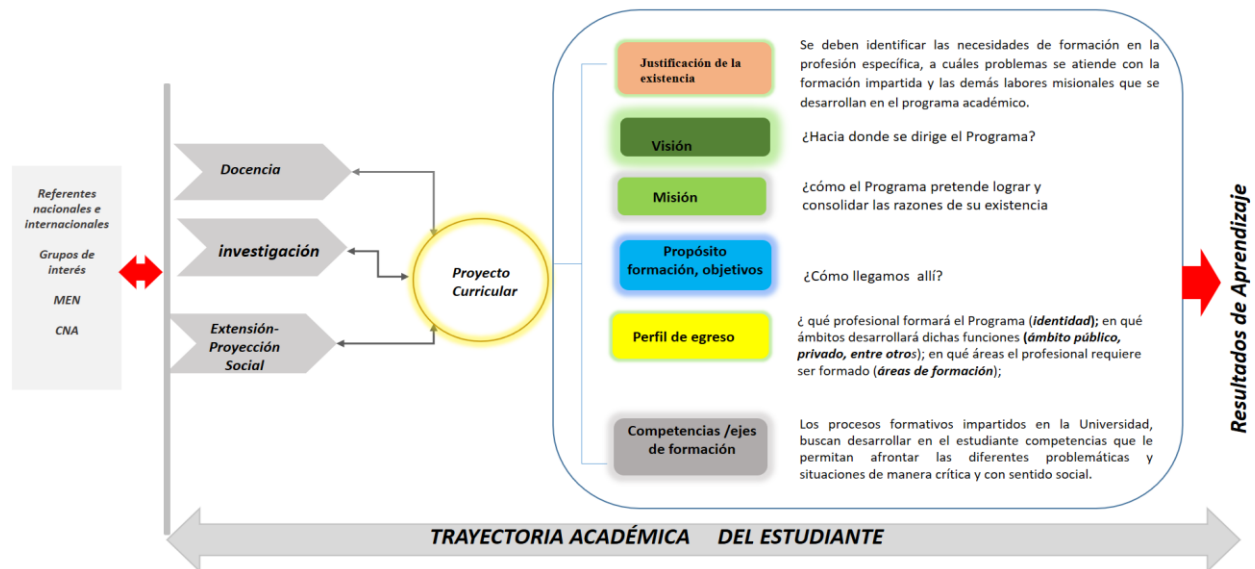 Referentes
nacionales e
internacionales
Grupos de
interés
MEN
CNA
Docencia
investigación
Extensión-
Proyección
Social
Proyecto
Curricular
Justificación de la
existencia
Se deben identificar las necesidades de formación en la
profesión específica, a cuáles problemas se atiende con la
formación impartida y las demás labores misionales que se
desarrollan en el programa académico.
Visión
¿Hacia donde se dirige el Programa?
Misión
¿cómo el Programa pretende lograr y
consolidar las razones de su existencia
Propósito
formación, objetivos
¿Cómo llegamos allí?
Perfil de egreso
¿ qué profesional formará el Programa (identidad); en qué
ámbitos desarrollará dichas funciones (ámbito público,
privado, entre otros); en qué áreas el profesional requiere
ser formado (áreas de formación);
Competencias /ejes
de formación
Los procesos formativos impartidos en la Universidad,
buscan desarrollar en el estudiante competencias que le
permitan afrontar las diferentes problemáticas y
situaciones de manera crítica y con sentido social.
Resultados de Aprendizaje
TRAYECTORIA ACADÉMICA DEL ESTUDIANTE